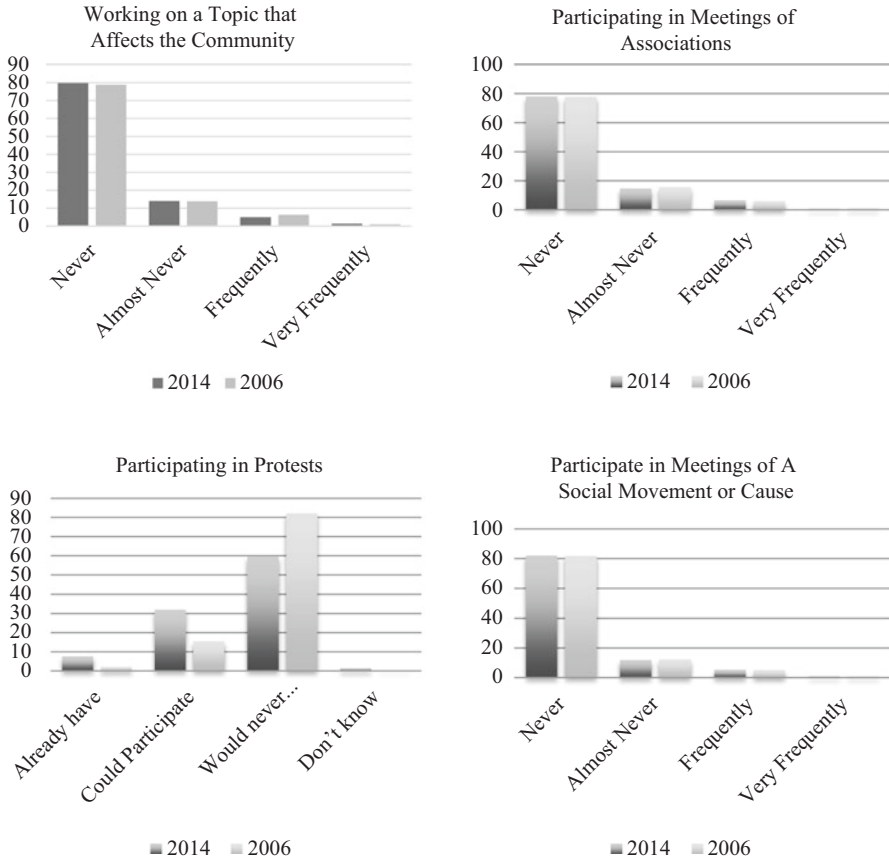 Working on a Topic that
Affects the Community
90
80
70
60
50
40
30
20
10
0
Never
Almost Never
Frequently
Very Frequently
2014 2006
Participating in Meetings of
Associations
100
80
60
40
20
0
Never
Almost Never
Frequently
Very Frequently
2014 2006
Participating in Protests
90
80
70
60
50
40
30
20
10
0
Already have
Could Participate
Would never...
Don't know
2014 2006
Participate in Meetings of A
Social Movement or Cause
100
80
60
40
20
0
Never
Almost Never
Frequently
Very Frequently
2014 2006